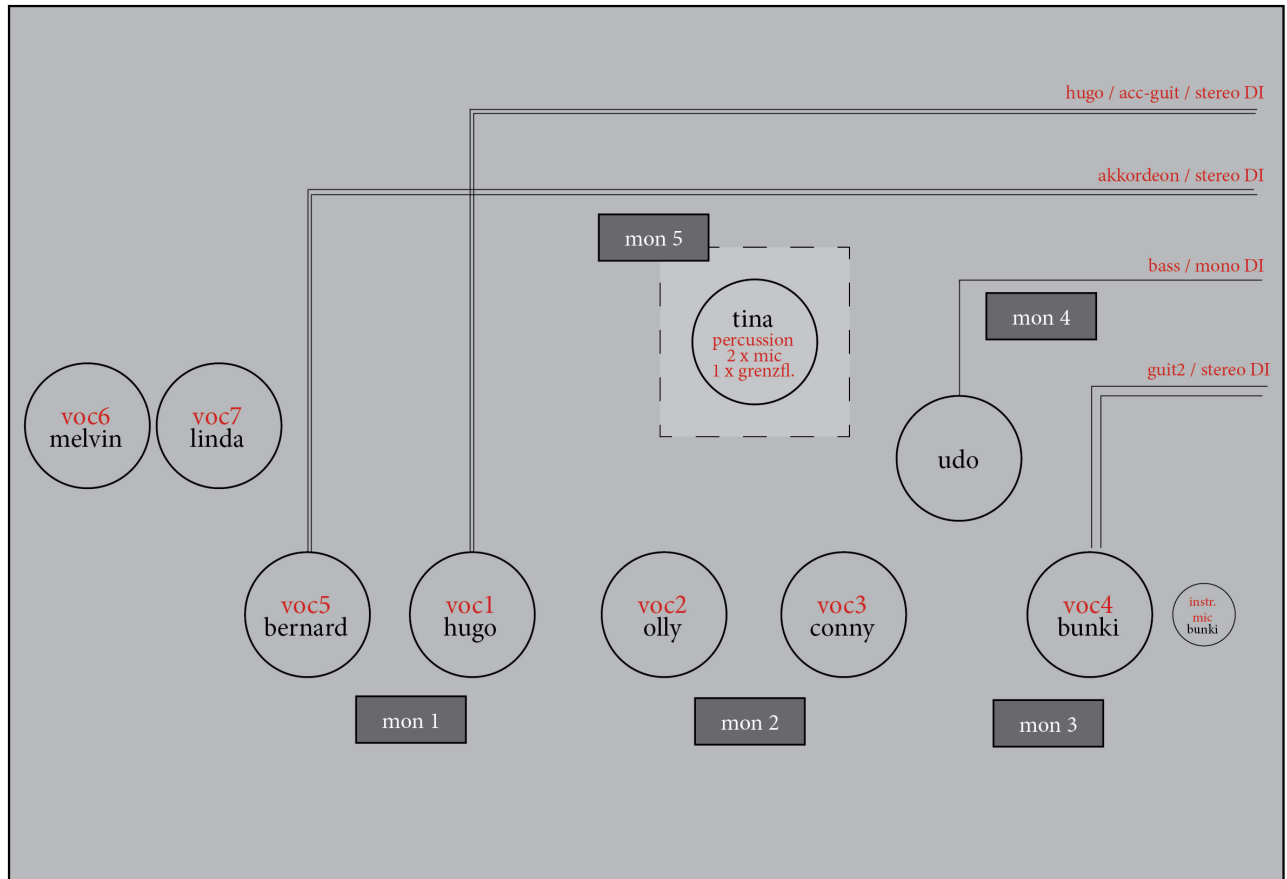 hugo / acc-guit / stereo DI
akkordeon / stereo DI
mon 5
bass / mono DI
mon 4
tina
percussion
2 x mic
1 x grenzfl.
guit2 / stereo DI
voc6
melvin
voc7
linda
udo
voc5
bernard
voc1
hugo
voc2
olly
voc3
conny
voc4
bunki
instr.
mic
bunki
mon 1
mon 2
mon 3